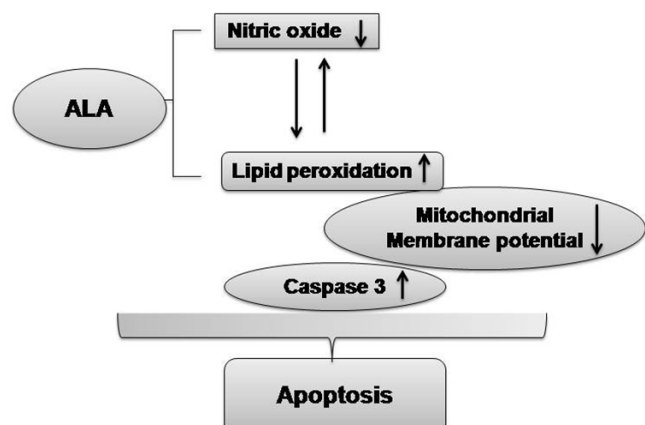 Nitric oxide
ALA
Lipid peroxidation
Mitochondrial
Membrane potential
Caspase 3
Apoptosis